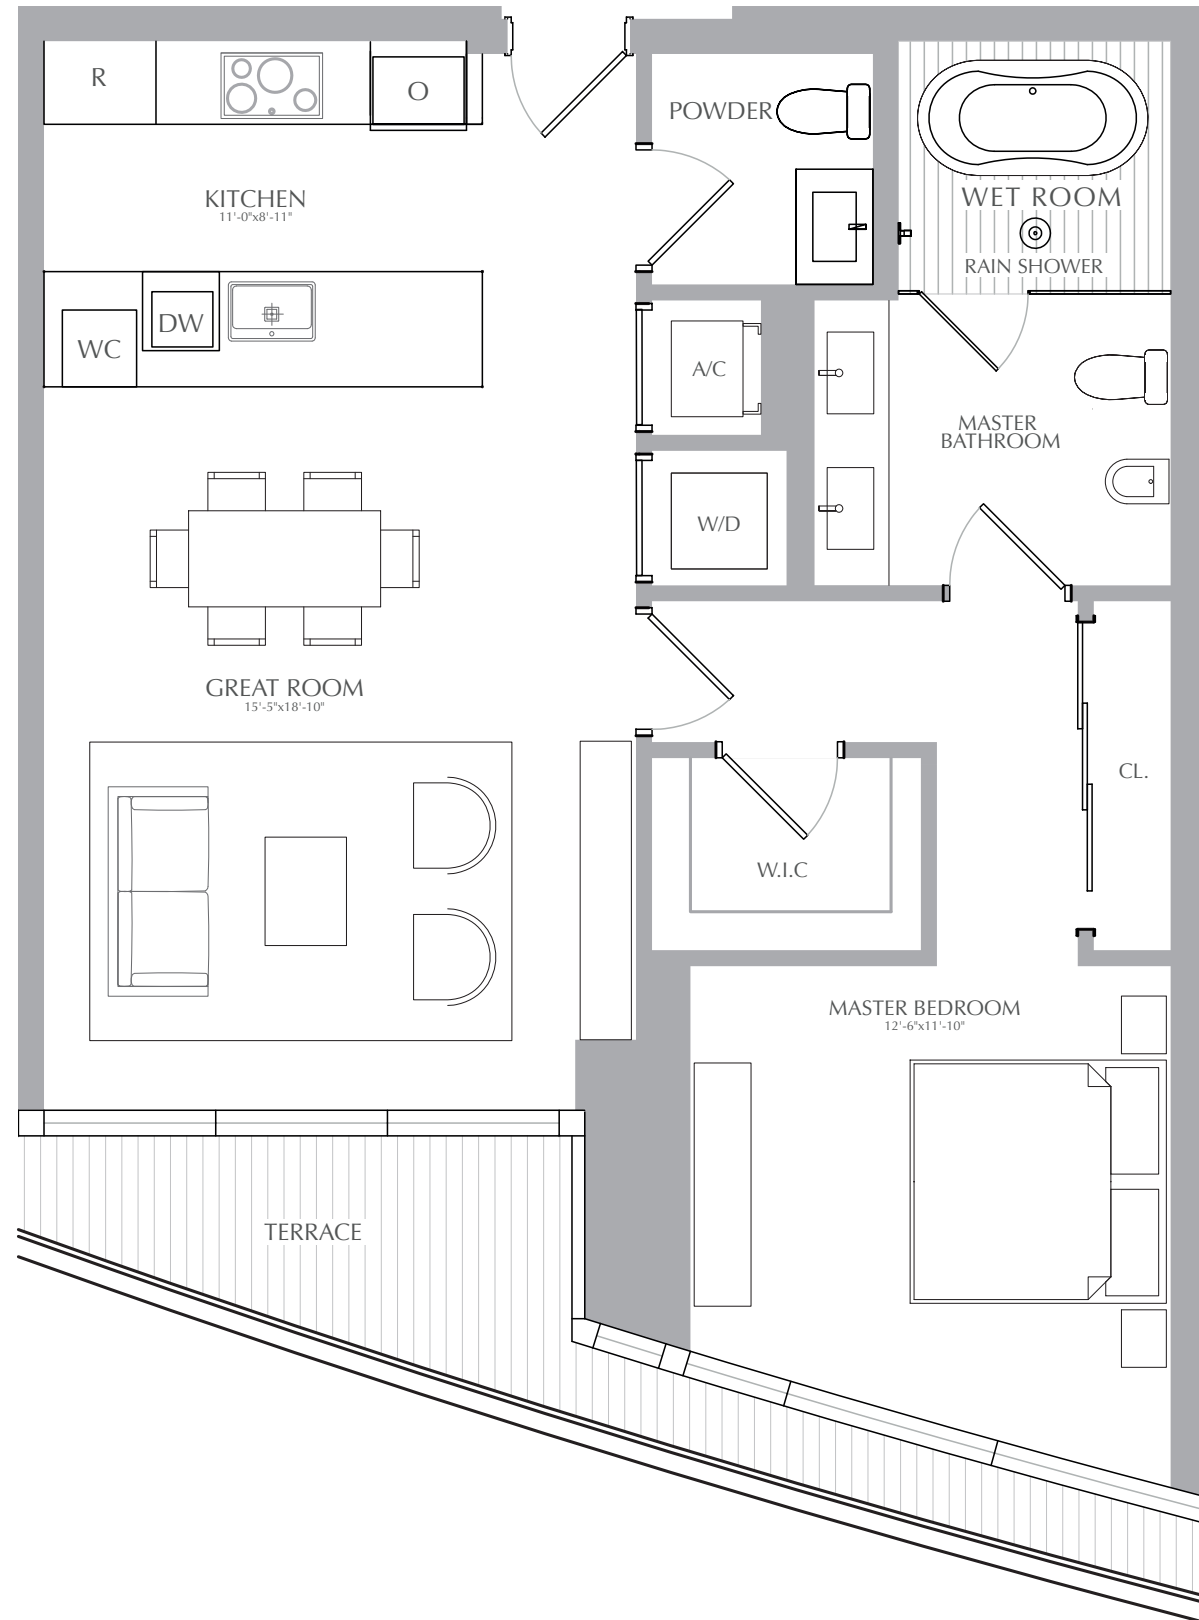 R
O
POWDER
KITCHEN
11'-0"x8'-11"
WET ROOM
RAIN SHOWER
DW
WC
A/C
MASTER
BATHROOM
W/D
GREAT ROOM
15'-5"x18'-10"
CL.
W.I.C
MASTER BEDROOM
12'-6"x11'-10"
TERRACE